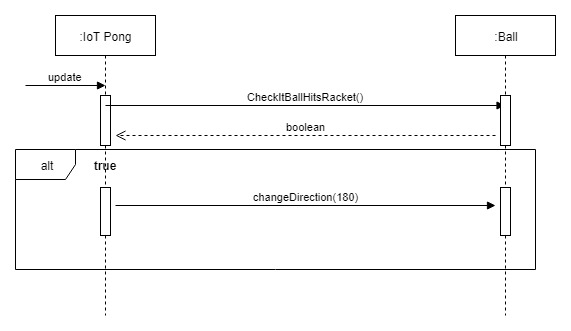 :IoT Pong
:Ball
update
CheckItBallHitsRacket()
boolean
alt
true
changeDirection(180)